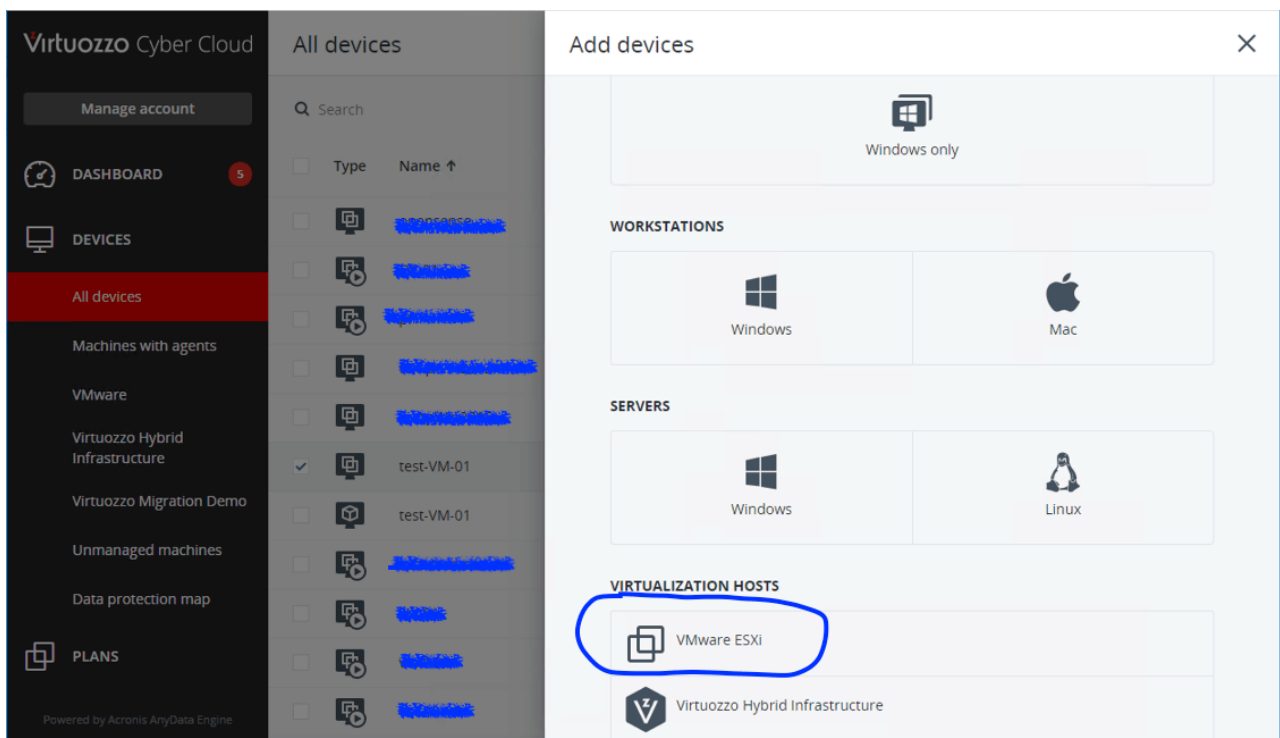 Virtuozzo Cyber Cloud
Manage account
DASHBOARD 5
DEVICES
All devices
Machines with agents
VMware
Virtuozzo Hybrid
Infrastructure
Virtuozzo Migration Demo
Unmanaged machines
Data protection map
PLANS
Powered by Acronis AnyData Engine
All devices
Search
Type Name
test-VM-01
test-VM-01
Add devices
Windows only
WORKSTATIONS
Windows Mac
SERVERS
Windows Linux
VIRTUALIZATION HOSTS
VMware ESXi
Virtuozzo Hybrid Infrastructure